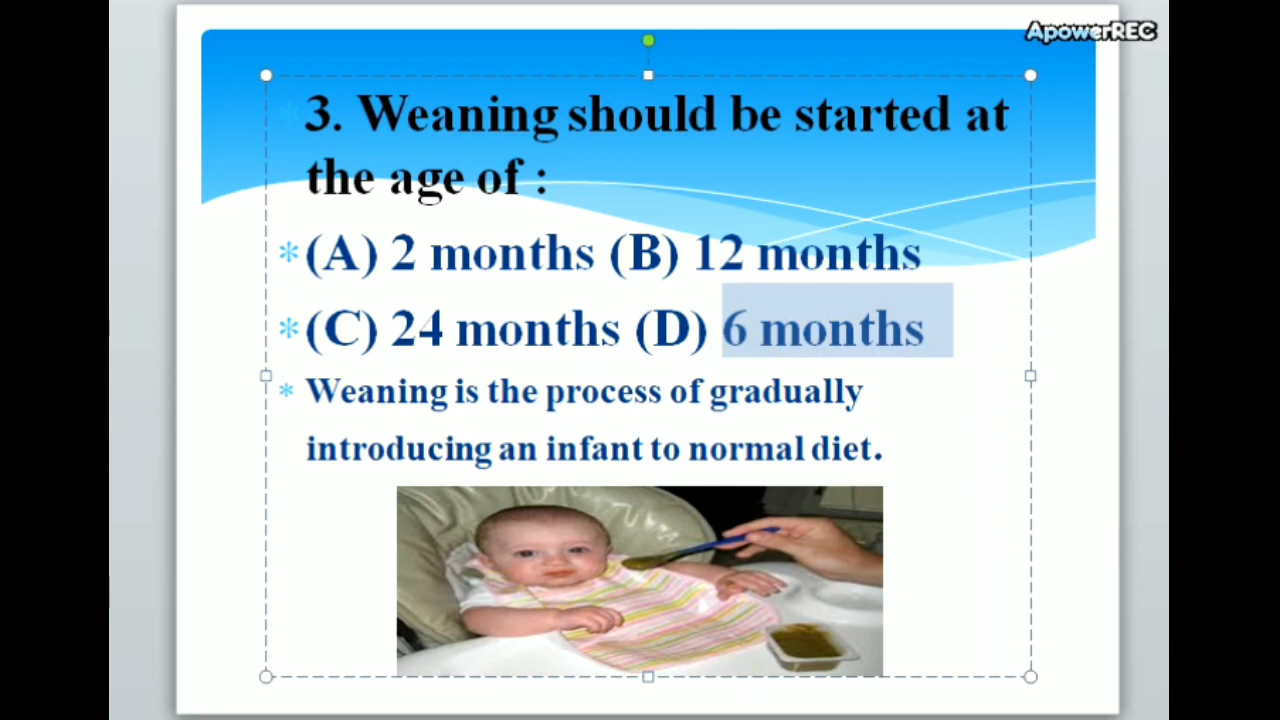 ApowerREC
3. Weaning should be started at
the age of :
* (A) 2 months (B) 12 months
* (C) 24 months (D) 6 months
* Weaning is the process of gradually
introducing an infant to normal diet.